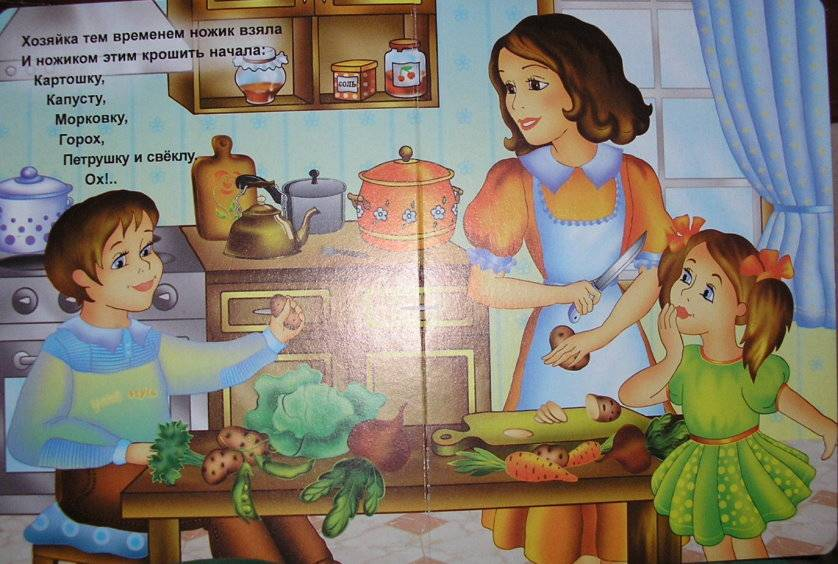 Хозяйка тем временем ножик взяла
И ножиком этим крошить начала:
Картошку,
Капусту,
Морковку,
Горох,
Петрушку и свёклу,
Ох!..
СОЛЬ